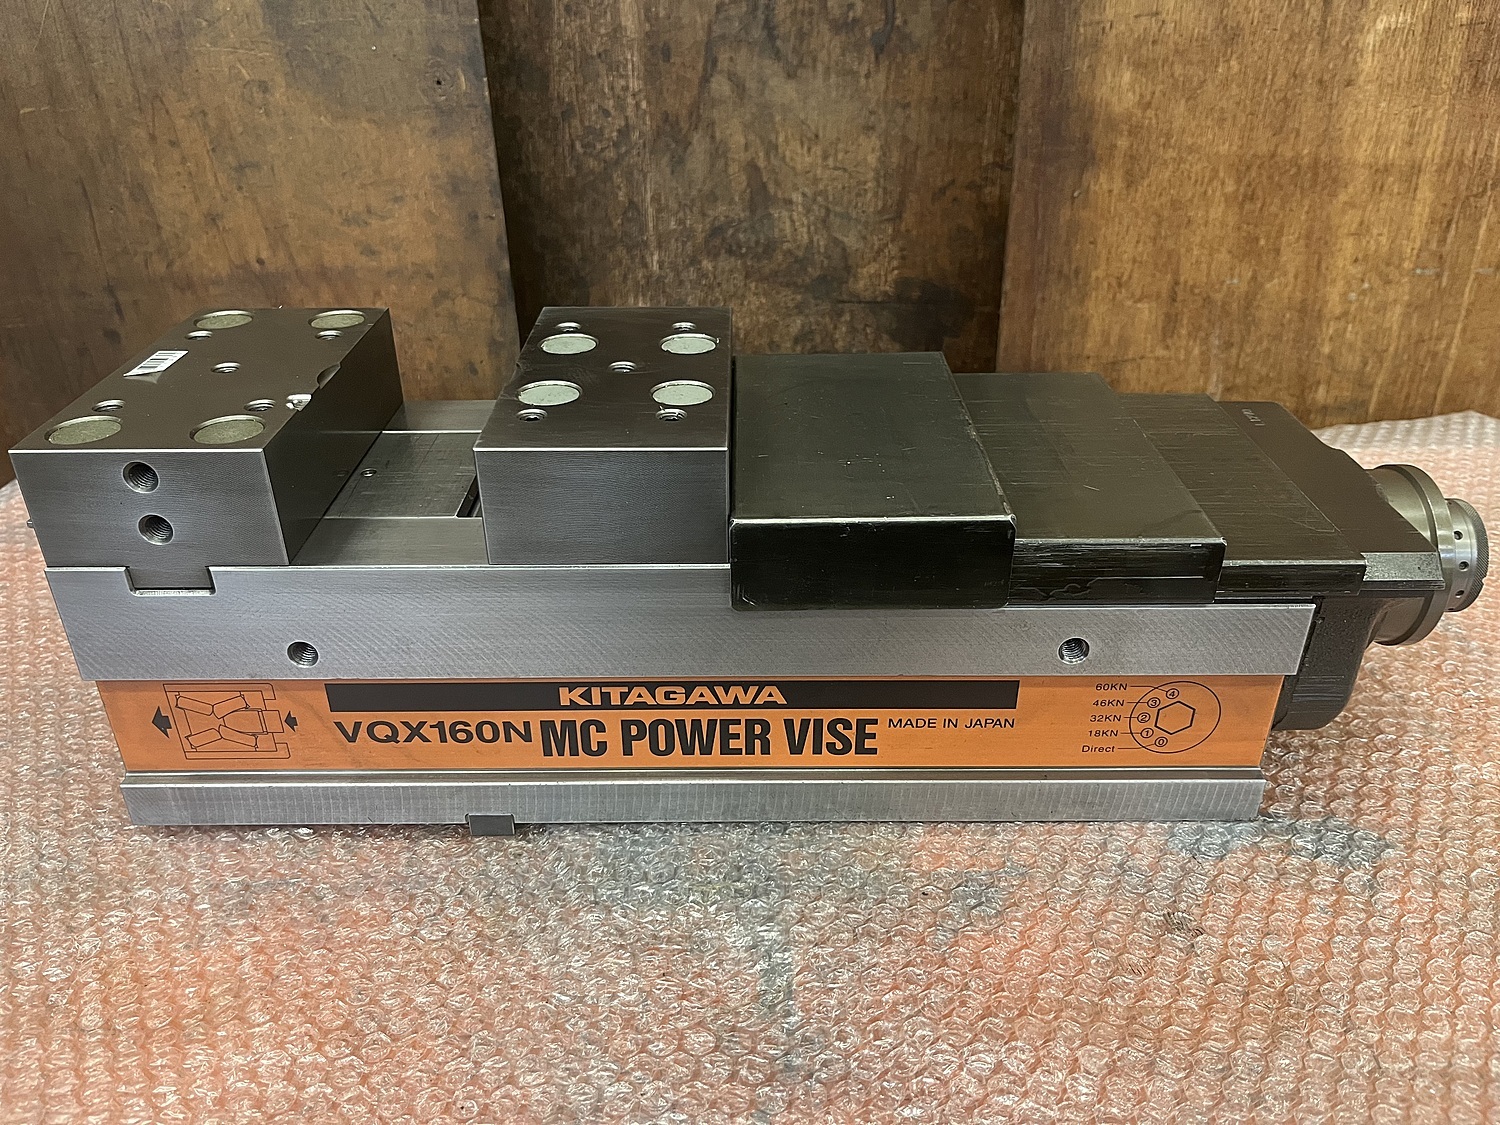 KITAGAWA
VQX160N MC POWER VISE MADE IN JAPAN
60KN 4
46KN 3
32KN 2
18KN 1
Direct 0